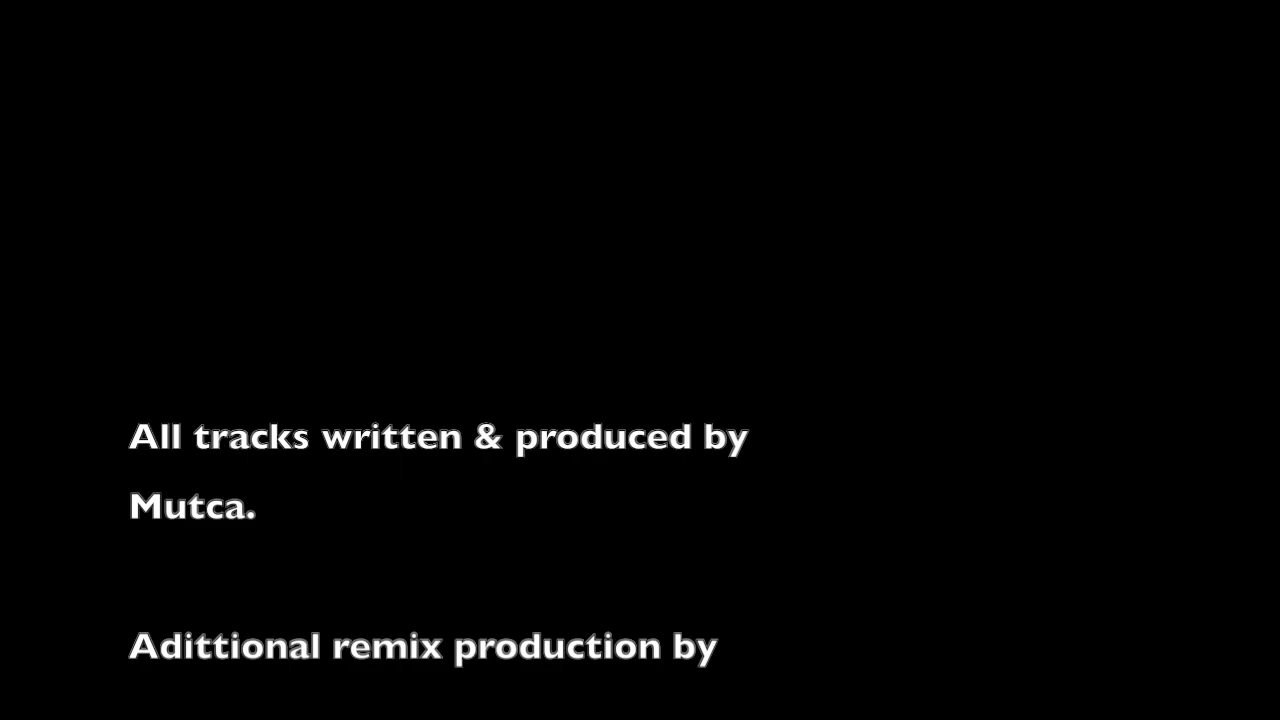 All tracks written & produced by
Mutca.
Adittional remix production by